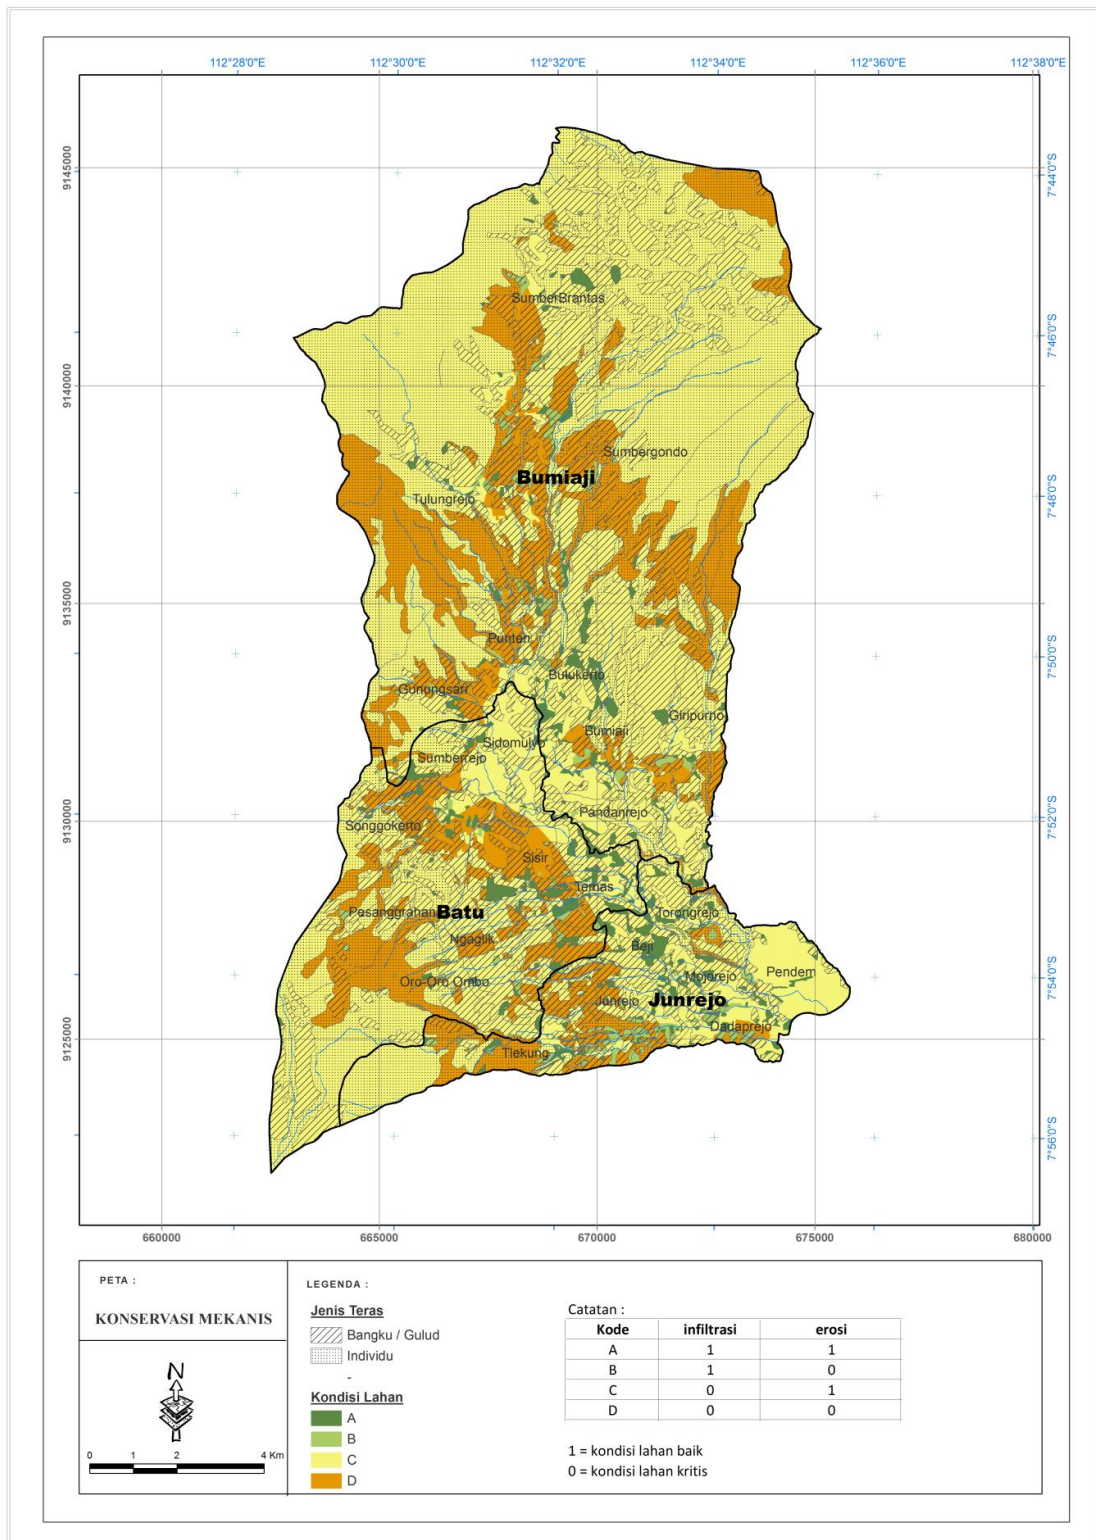 112°28'0"E 112°30'0"E 112°32'0"E 112°34'0"E 112°36'0"E 112°38'0"E
9145000
7°44'0"S
SumberBrantas
7°46'0"S
9140000
Sumbergondo
Bumiaji
Tulungrejo
7°48'0"S
9135000
Punten
7°50'0"S
Bulukerto
Gunungsari
Giripurno
Bumiaji
Sidomulyo
Sumberrejo
Pandanrejo
7°52'0"S
9130000
Songgokerto
Sisir
Temas
Pesanggrahan
Batu
Torongrejo
Ngaglik
Beji
Pendem
Mojorejo
7°54'0"S
Oro-Oro Ombo
Junrejo
Junrejo
Dadaprejo
9125000
Tlekung
7°56'0"S
660000 665000 670000 675000 680000
PETA :
KONSERVASI MEKANIS
N
0 1 2 4 Km
LEGENDA :
Jenis Teras
Bangku / Gulud
Individu
-
Kondisi Lahan
A
B
C
D
Catatan :
Kode infiltrasi erosi
A 1 1
B 1 0
C 0 1
D 0 0
1 = kondisi lahan baik
0 = kondisi lahan kritis